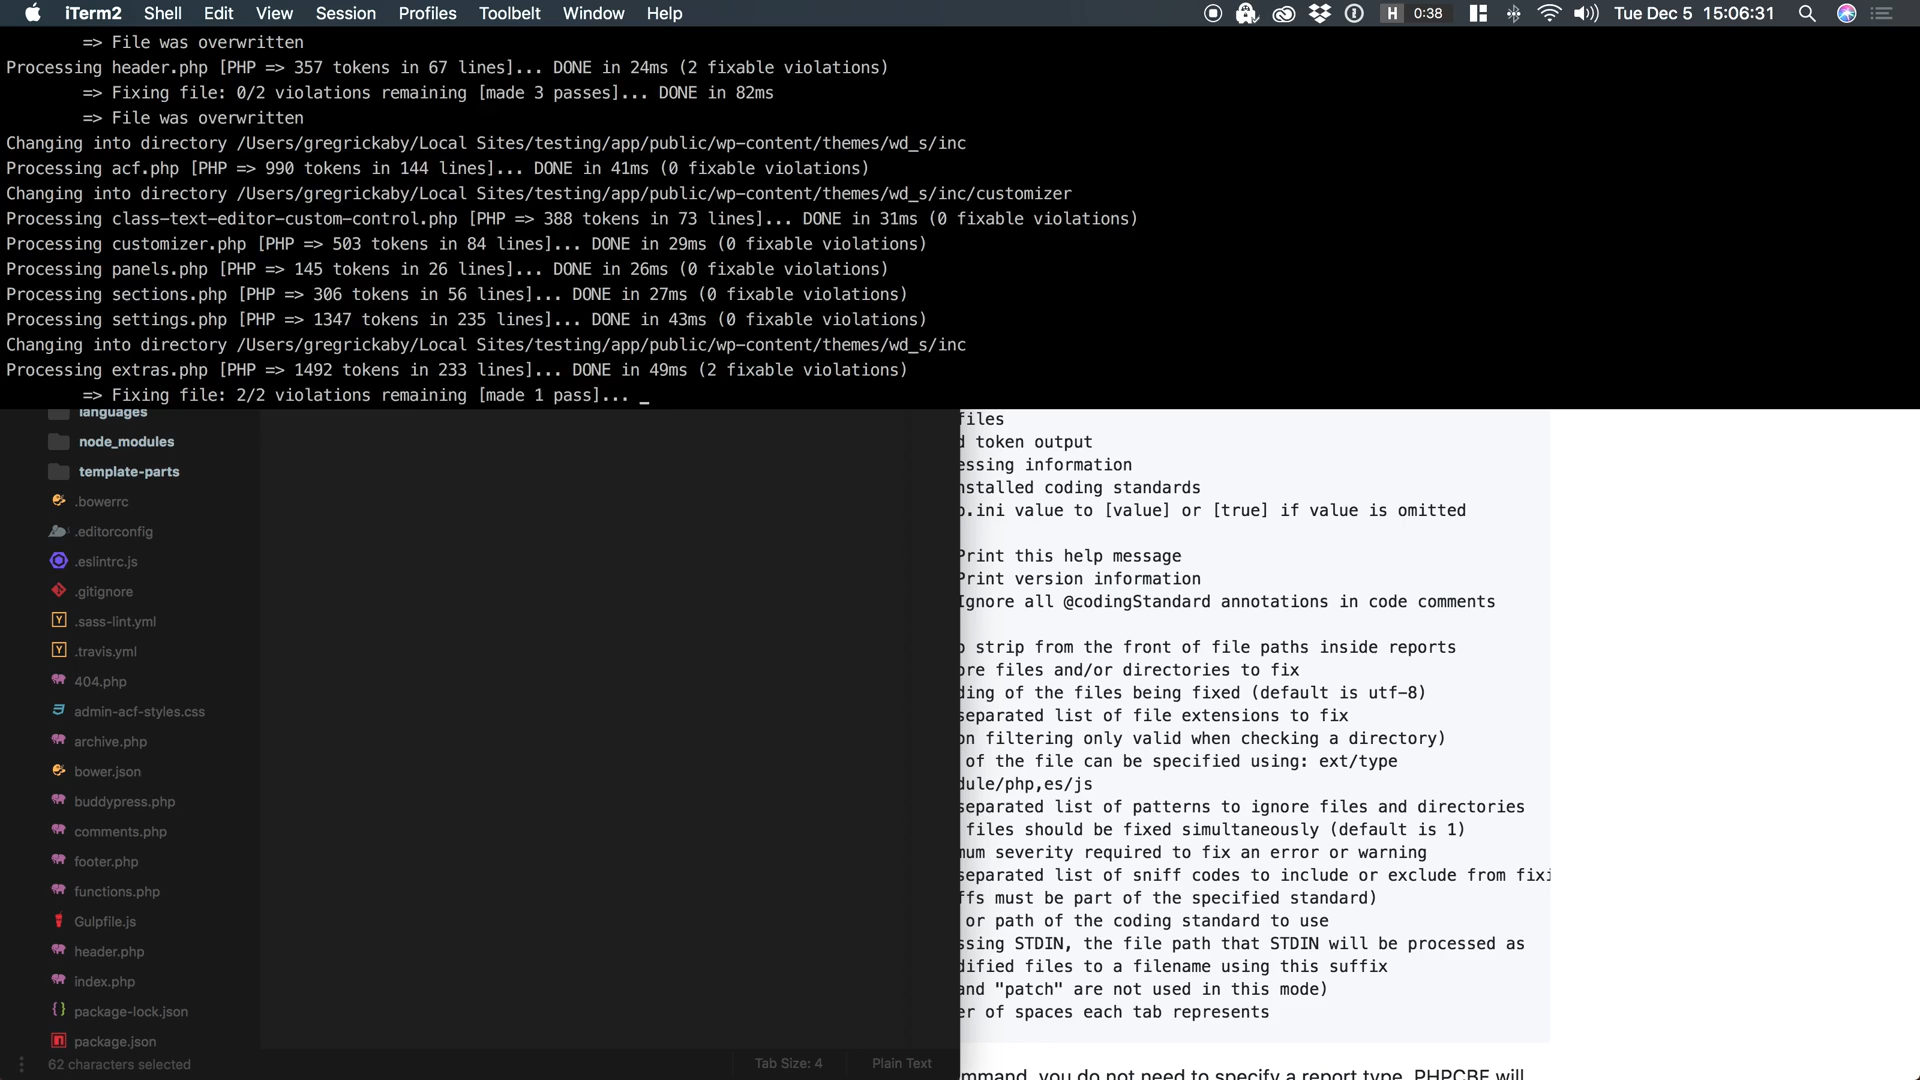 iTerm2 Shell Edit View Session Profiles Toolbelt Window Help H 0:38 Tue Dec 5 15:06:31
=> File was overwritten
Processing header.php [PHP => 357 tokens in 67 lines]... DONE in 24ms (2 fixable violations)
=> Fixing file: 0/2 violations remaining [made 3 passes]... DONE in 82ms
=> File was overwritten
Changing into directory /Users/gregrickaby/Local Sites/testing/app/public/wp-content/themes/wd_s/inc
Processing acf.php [PHP => 990 tokens in 144 lines]... DONE in 41ms (0 fixable violations)
Changing into directory /Users/gregrickaby/Local Sites/testing/app/public/wp-content/themes/wd_s/inc/customizer
Processing class-text-editor-custom-control.php [PHP => 388 tokens in 73 lines]... DONE in 31ms (0 fixable violations)
Processing customizer.php [PHP => 503 tokens in 84 lines]... DONE in 29ms (0 fixable violations)
Processing panels.php [PHP => 145 tokens in 26 lines]... DONE in 26ms (0 fixable violations)
Processing sections.php [PHP => 306 tokens in 56 lines]... DONE in 27ms (0 fixable violations)
Processing settings.php [PHP => 1347 tokens in 235 lines]... DONE in 43ms (0 fixable violations)
Changing into directory /Users/gregrickaby/Local Sites/testing/app/public/wp-content/themes/wd_s/inc
Processing extras.php [PHP => 1492 tokens in 233 lines]... DONE in 49ms (2 fixable violations)
=> Fixing file: 2/2 violations remaining [made 1 pass]... _
languages
node_modules
template-parts
.bowerrc
.editorconfig
.eslintrc.js
.gitignore
.sass-lint.yml
.travis.yml
404.php
admin-acf-styles.css
archive.php
bower.json
buddypress.php
comments.php
footer.php
functions.php
Gulpfile.js
header.php
index.php
package-lock.json
package.json
62 characters selected Tab Size: 4 Plain Text
files
d token output
essing information
nstalled coding standards
p.ini value to [value] or [true] if value is omitted
Print this help message
Print version information
Ignore all @codingStandard annotations in code comments
o strip from the front of file paths inside reports
ore files and/or directories to fix
ding of the files being fixed (default is utf-8)
separated list of file extensions to fix
on filtering only valid when checking a directory)
of the file can be specified using: ext/type
dule/php,es/js
separated list of patterns to ignore files and directories
files should be fixed simultaneously (default is 1)
mum severity required to fix an error or warning
separated list of sniff codes to include or exclude from fixi
ffs must be part of the specified standard)
or path of the coding standard to use
ssing STDIN, the file path that STDIN will be processed as
dified files to a filename using this suffix
and "patch" are not used in this mode)
er of spaces each tab represents
mmand, you do not need to specify a report type. PHPCBF will